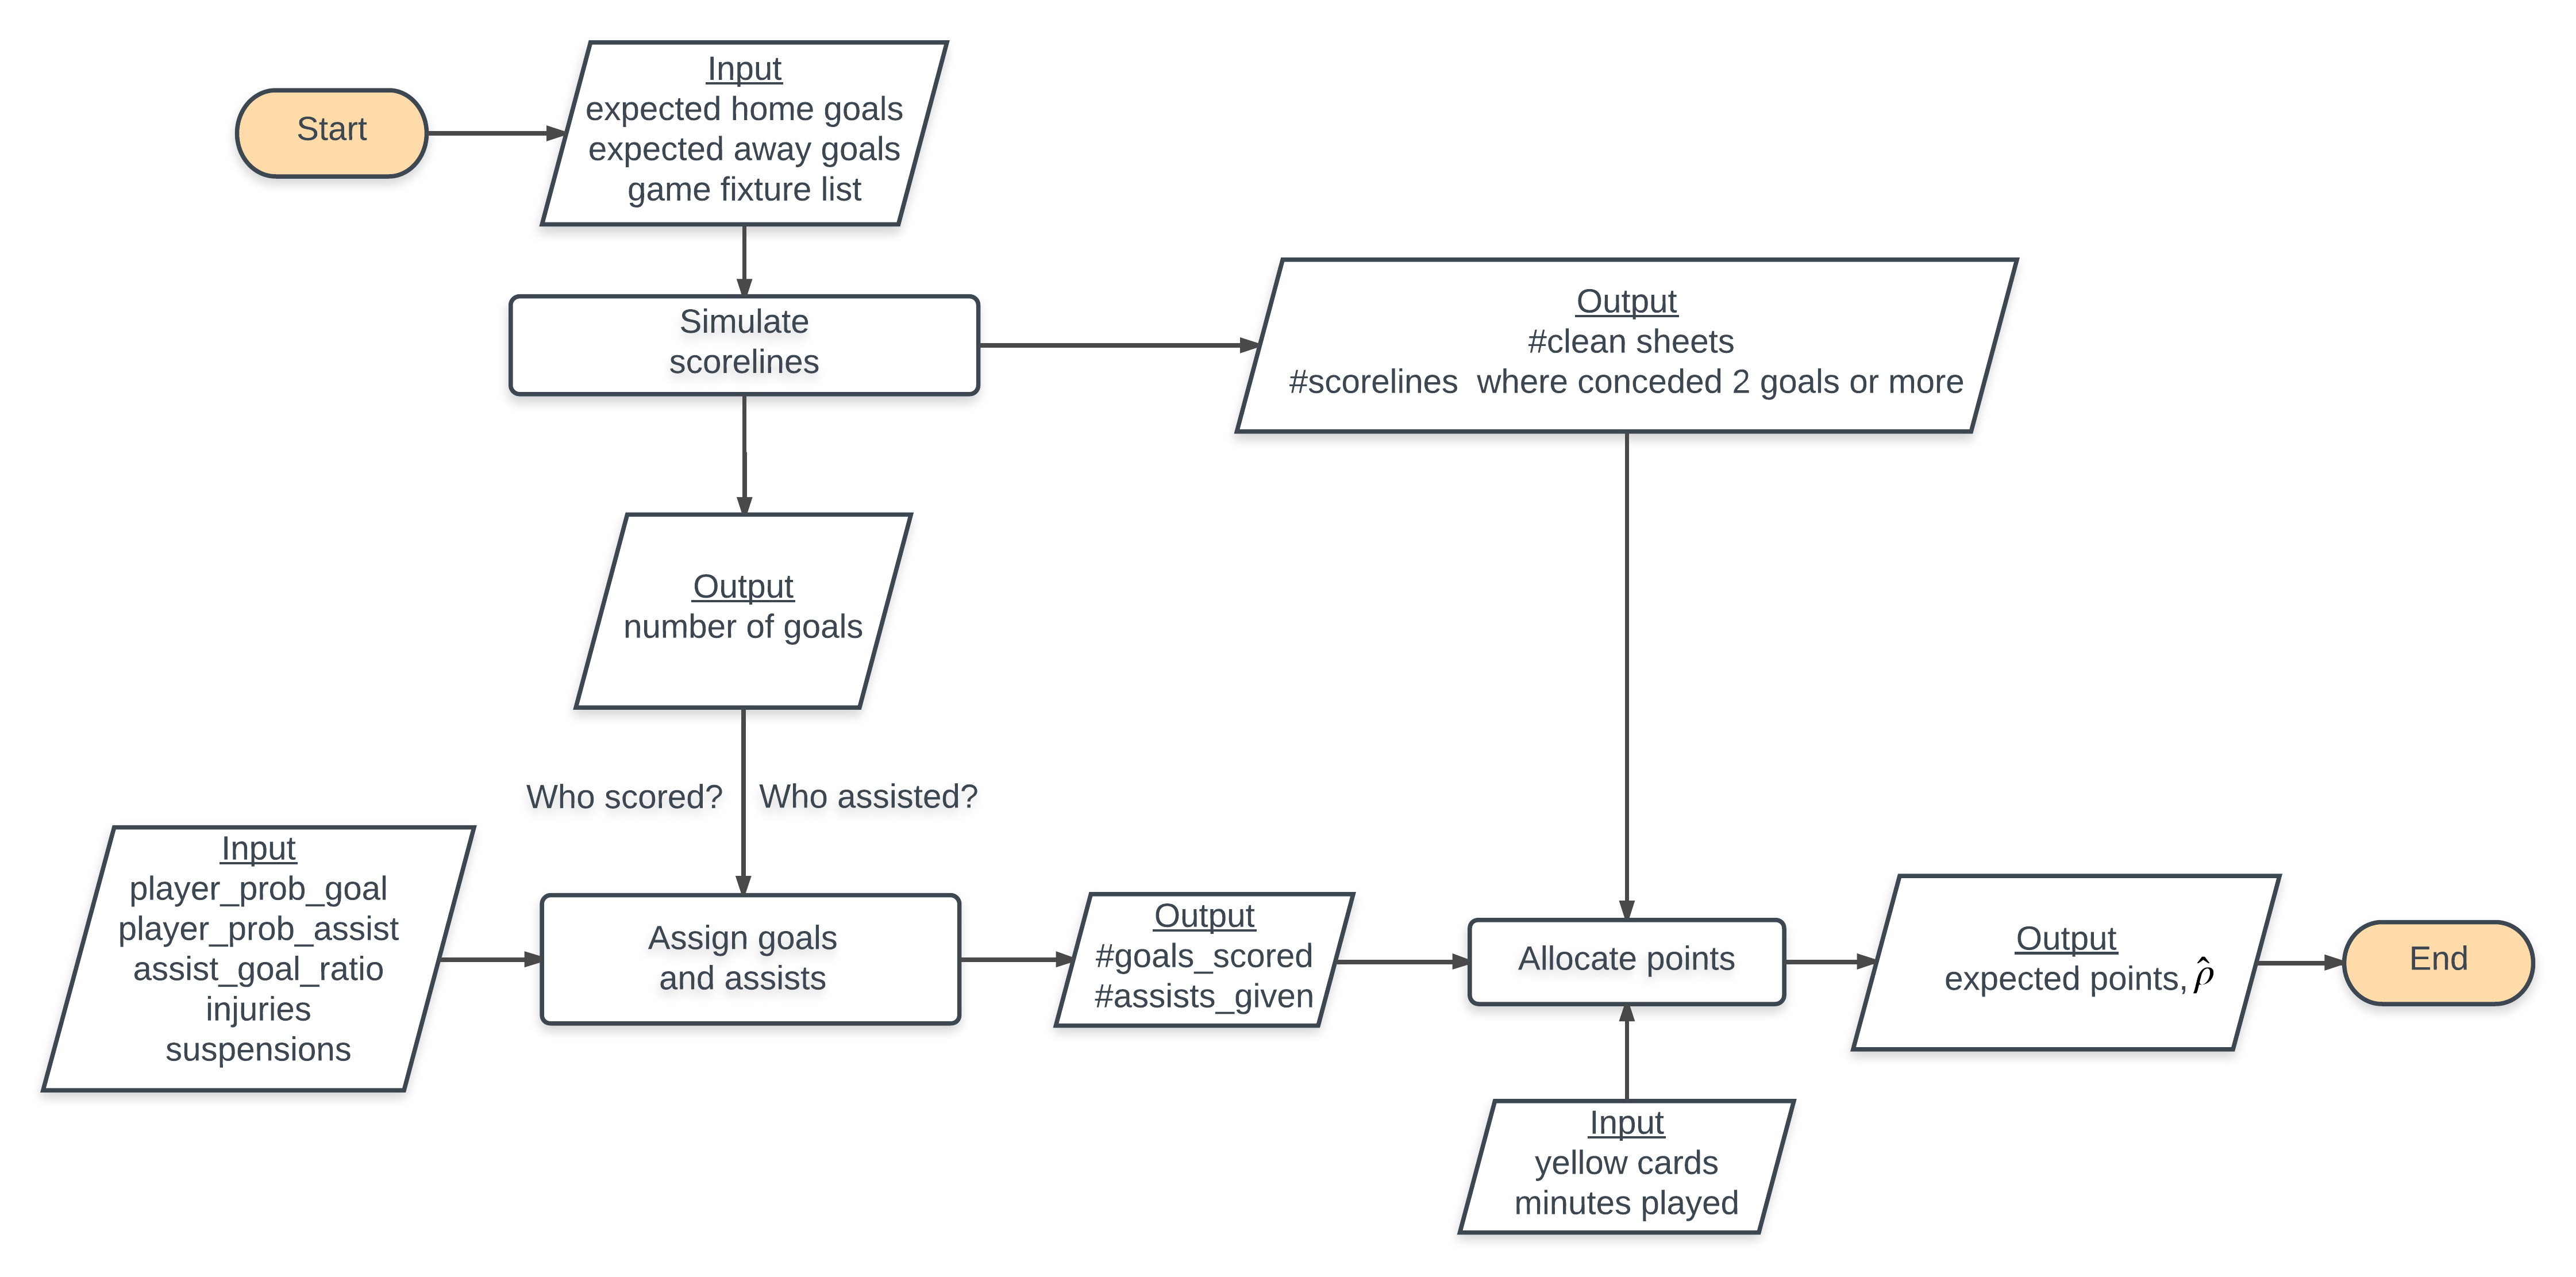 Start
Input
expected home goals
expected away goals
game fixture list
Simulate
scorelines
Output
#clean sheets
#scorelines  where conceded 2 goals or more
Output
number of goals
Who scored?
Who assisted?
Input
player_prob_goal
player_prob_assist
assist_goal_ratio
injuries
suspensions
Assign goals
and assists
Output
#goals_scored
#assists_given
Allocate points
Output
expected points, ρ̂
End
Input
yellow cards
minutes played